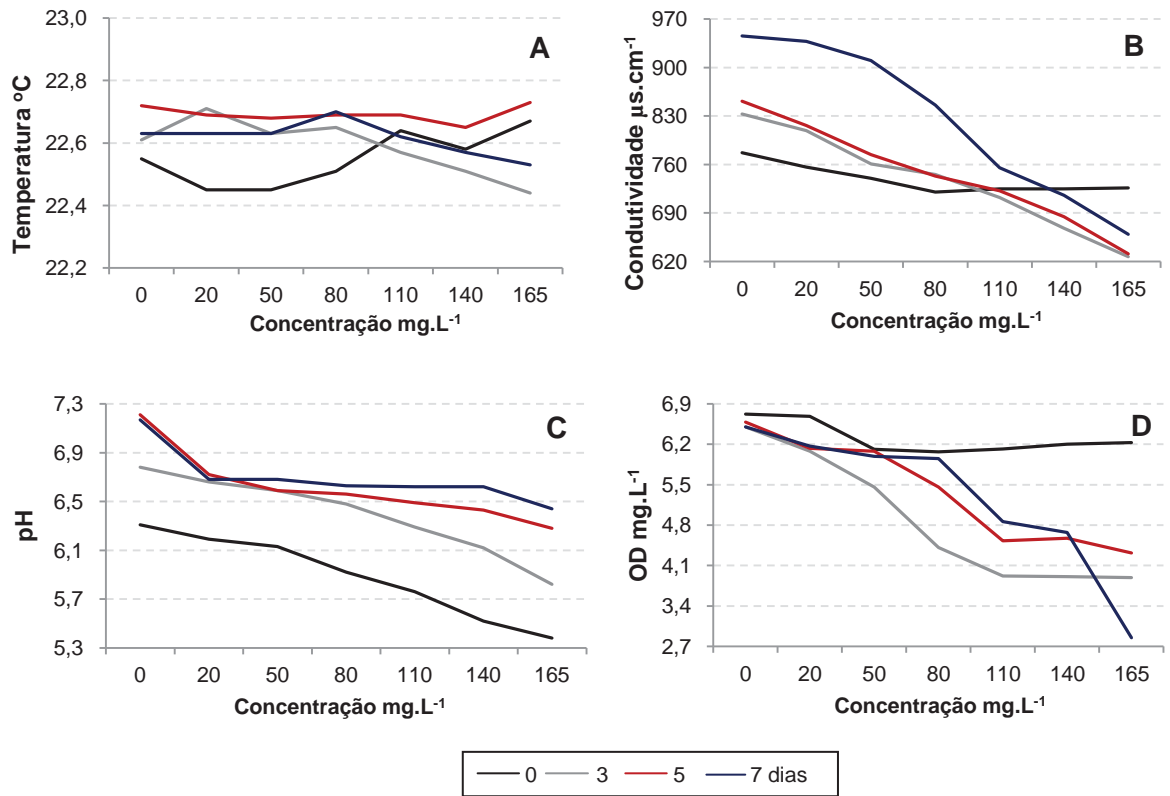 A
Temperatura ºC
23,0
22,8
22,6
22,4
22,2
0 20 50 80 110 140 165
Concentração mg.L⁻¹
B
Condutividade µs.cm⁻¹
970
900
830
760
690
620
0 20 50 80 110 140 165
Concentração mg.L⁻¹
C
pH
7,3
6,9
6,5
6,1
5,7
5,3
0 20 50 80 110 140 165
Concentração mg.L⁻¹
D
OD mg.L⁻¹
6,9
6,2
5,5
4,8
4,1
3,4
2,7
0 20 50 80 110 140 165
Concentração mg.L⁻¹
0 3 5 7 dias